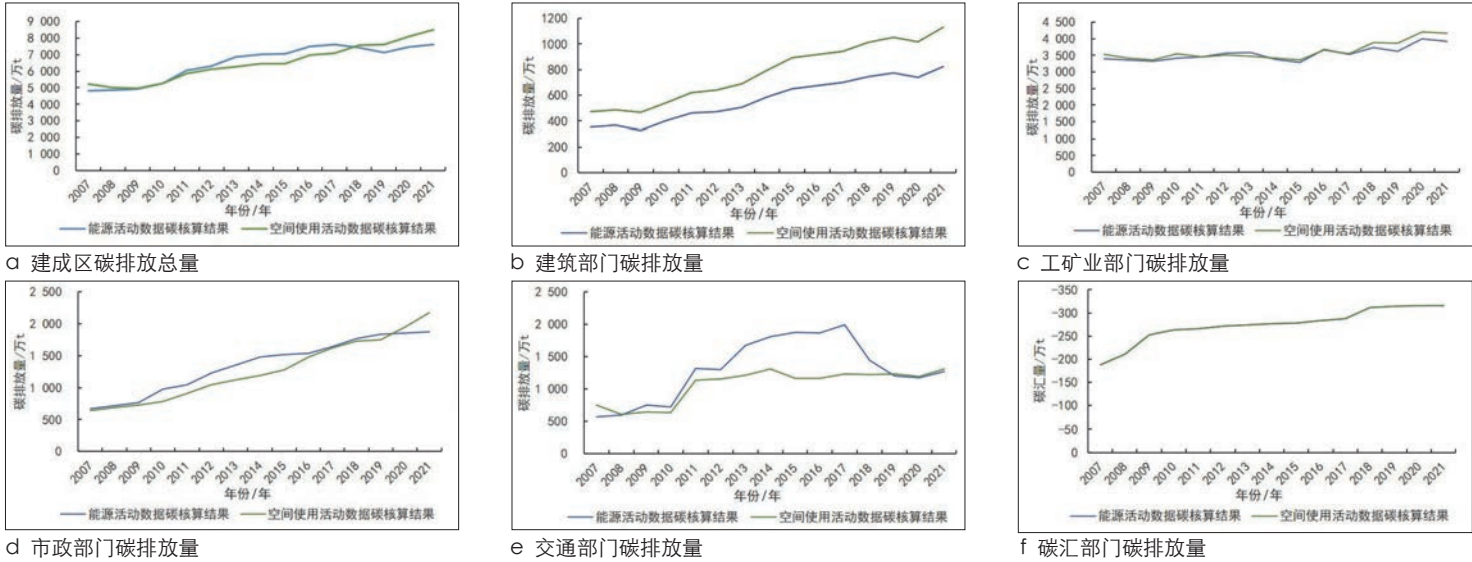 9 000
8 000
7 000
6 000
5 000
4 000
3 000
2 000
1 000
0
碳排放量/万t
2007 2008 2009 2010 2011 2012 2013 2014 2015 2016 2017 2018 2019 2020 2021
年份/年
能源活动数据碳核算结果 空间使用活动数据碳核算结果
a 建成区碳排放总量
1200
1000
800
600
400
200
0
碳排放量/万t
2007 2008 2009 2010 2011 2012 2013 2014 2015 2016 2017 2018 2019 2020 2021
年份/年
能源活动数据碳核算结果 空间使用活动数据碳核算结果
b 建筑部门碳排放量
4 500
4 000
3 500
3 000
2 500
2 000
1 500
1 000
500
0
碳排放量/万t
2007 2008 2009 2010 2011 2012 2013 2014 2015 2016 2017 2018 2019 2020 2021
年份/年
能源活动数据碳核算结果 空间使用活动数据碳核算结果
c 工矿业部门碳排放量
2 500
2 000
1 500
1 000
500
0
碳排放量/万t
2007 2008 2009 2010 2011 2012 2013 2014 2015 2016 2017 2018 2019 2020 2021
年份/年
能源活动数据碳核算结果 空间使用活动数据碳核算结果
d 市政部门碳排放量
2 500
2 000
1 500
1 000
500
0
碳排放量/万t
2007 2008 2009 2010 2011 2012 2013 2014 2015 2016 2017 2018 2019 2020 2021
年份/年
能源活动数据碳核算结果 空间使用活动数据碳核算结果
e 交通部门碳排放量
-350
-300
-250
-200
-150
-100
-50
0
碳汇量/万t
2007 2008 2009 2010 2011 2012 2013 2014 2015 2016 2017 2018 2019 2020 2021
年份/年
能源活动数据碳核算结果 空间使用活动数据碳核算结果
f 碳汇部门碳排放量